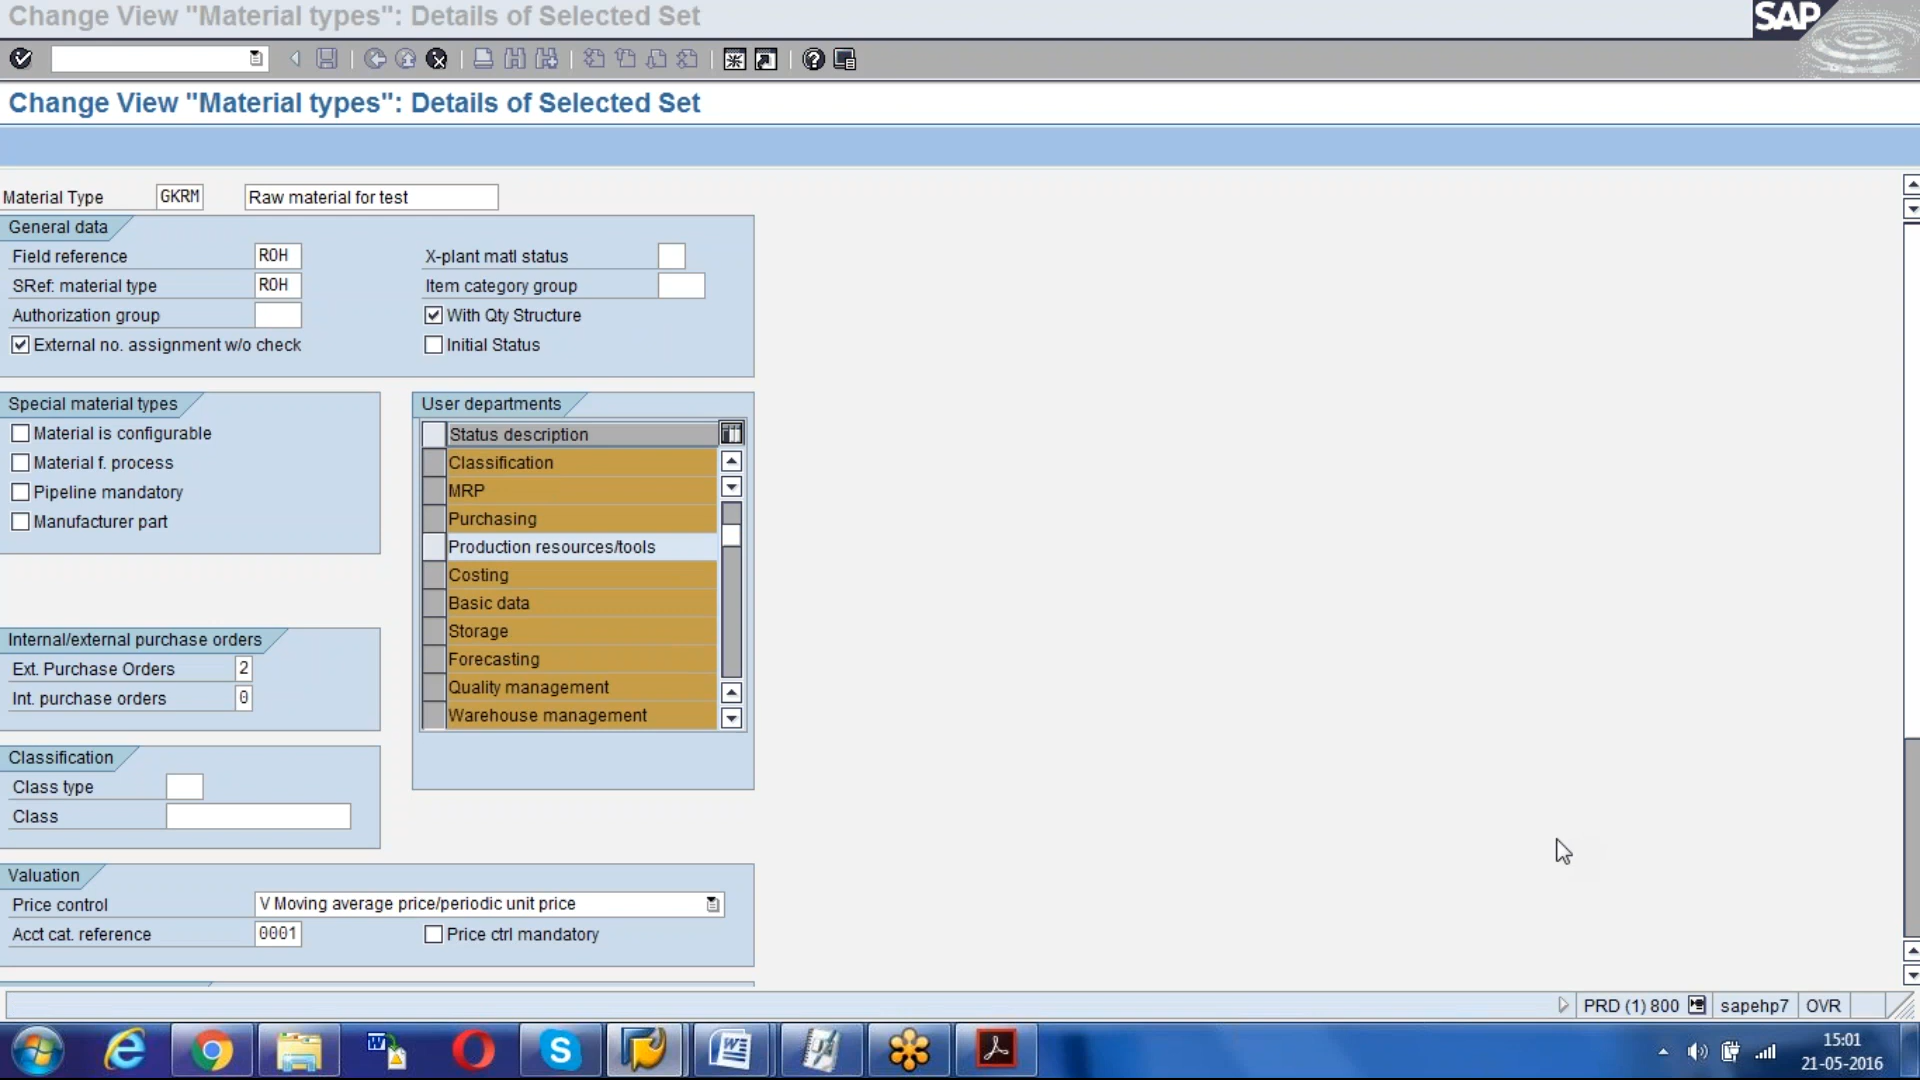 Change View "Material types": Details of Selected Set
SAP
Change View "Material types": Details of Selected Set
Material Type GKRM Raw material for test
General data
Field reference ROH X-plant matl status
SRef: material type ROH Item category group
Authorization group With Qty Structure
External no. assignment w/o check Initial Status
Special material types
Material is configurable
Material f. process
Pipeline mandatory
Manufacturer part
User departments
Status description
Classification
MRP
Purchasing
Production resources/tools
Costing
Basic data
Storage
Forecasting
Quality management
Warehouse management
Internal/external purchase orders
Ext. Purchase Orders 2
Int. purchase orders 0
Classification
Class type
Class
Valuation
Price control V Moving average price/periodic unit price
Acct cat. reference 0001 Price ctrl mandatory
PRD (1) 800 sapehp7 OVR
15:01
21-05-2016